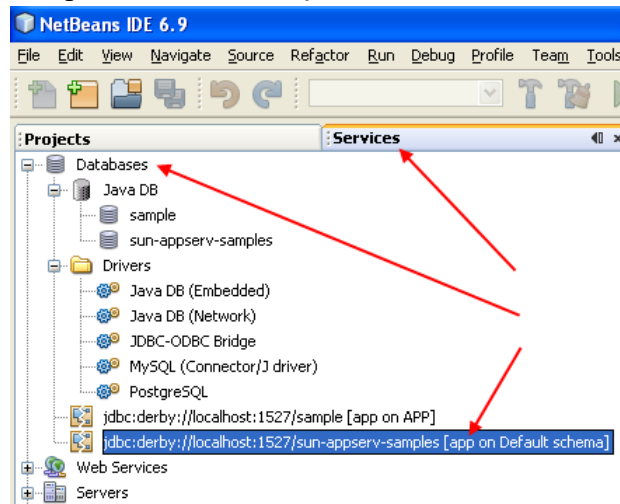 NetBeans IDE 6.9
File Edit View Navigate Source Refactor Run Debug Profile Team Tools
Projects Services
Databases
Java DB
sample
sun-appserv-samples
Drivers
Java DB (Embedded)
Java DB (Network)
JDBC-ODBC Bridge
MySQL (Connector/J driver)
PostgreSQL
jdbc:derby://localhost:1527/sample [app on APP]
jdbc:derby://localhost:1527/sun-appserv-samples [app on Default schema]
Web Services
Servers